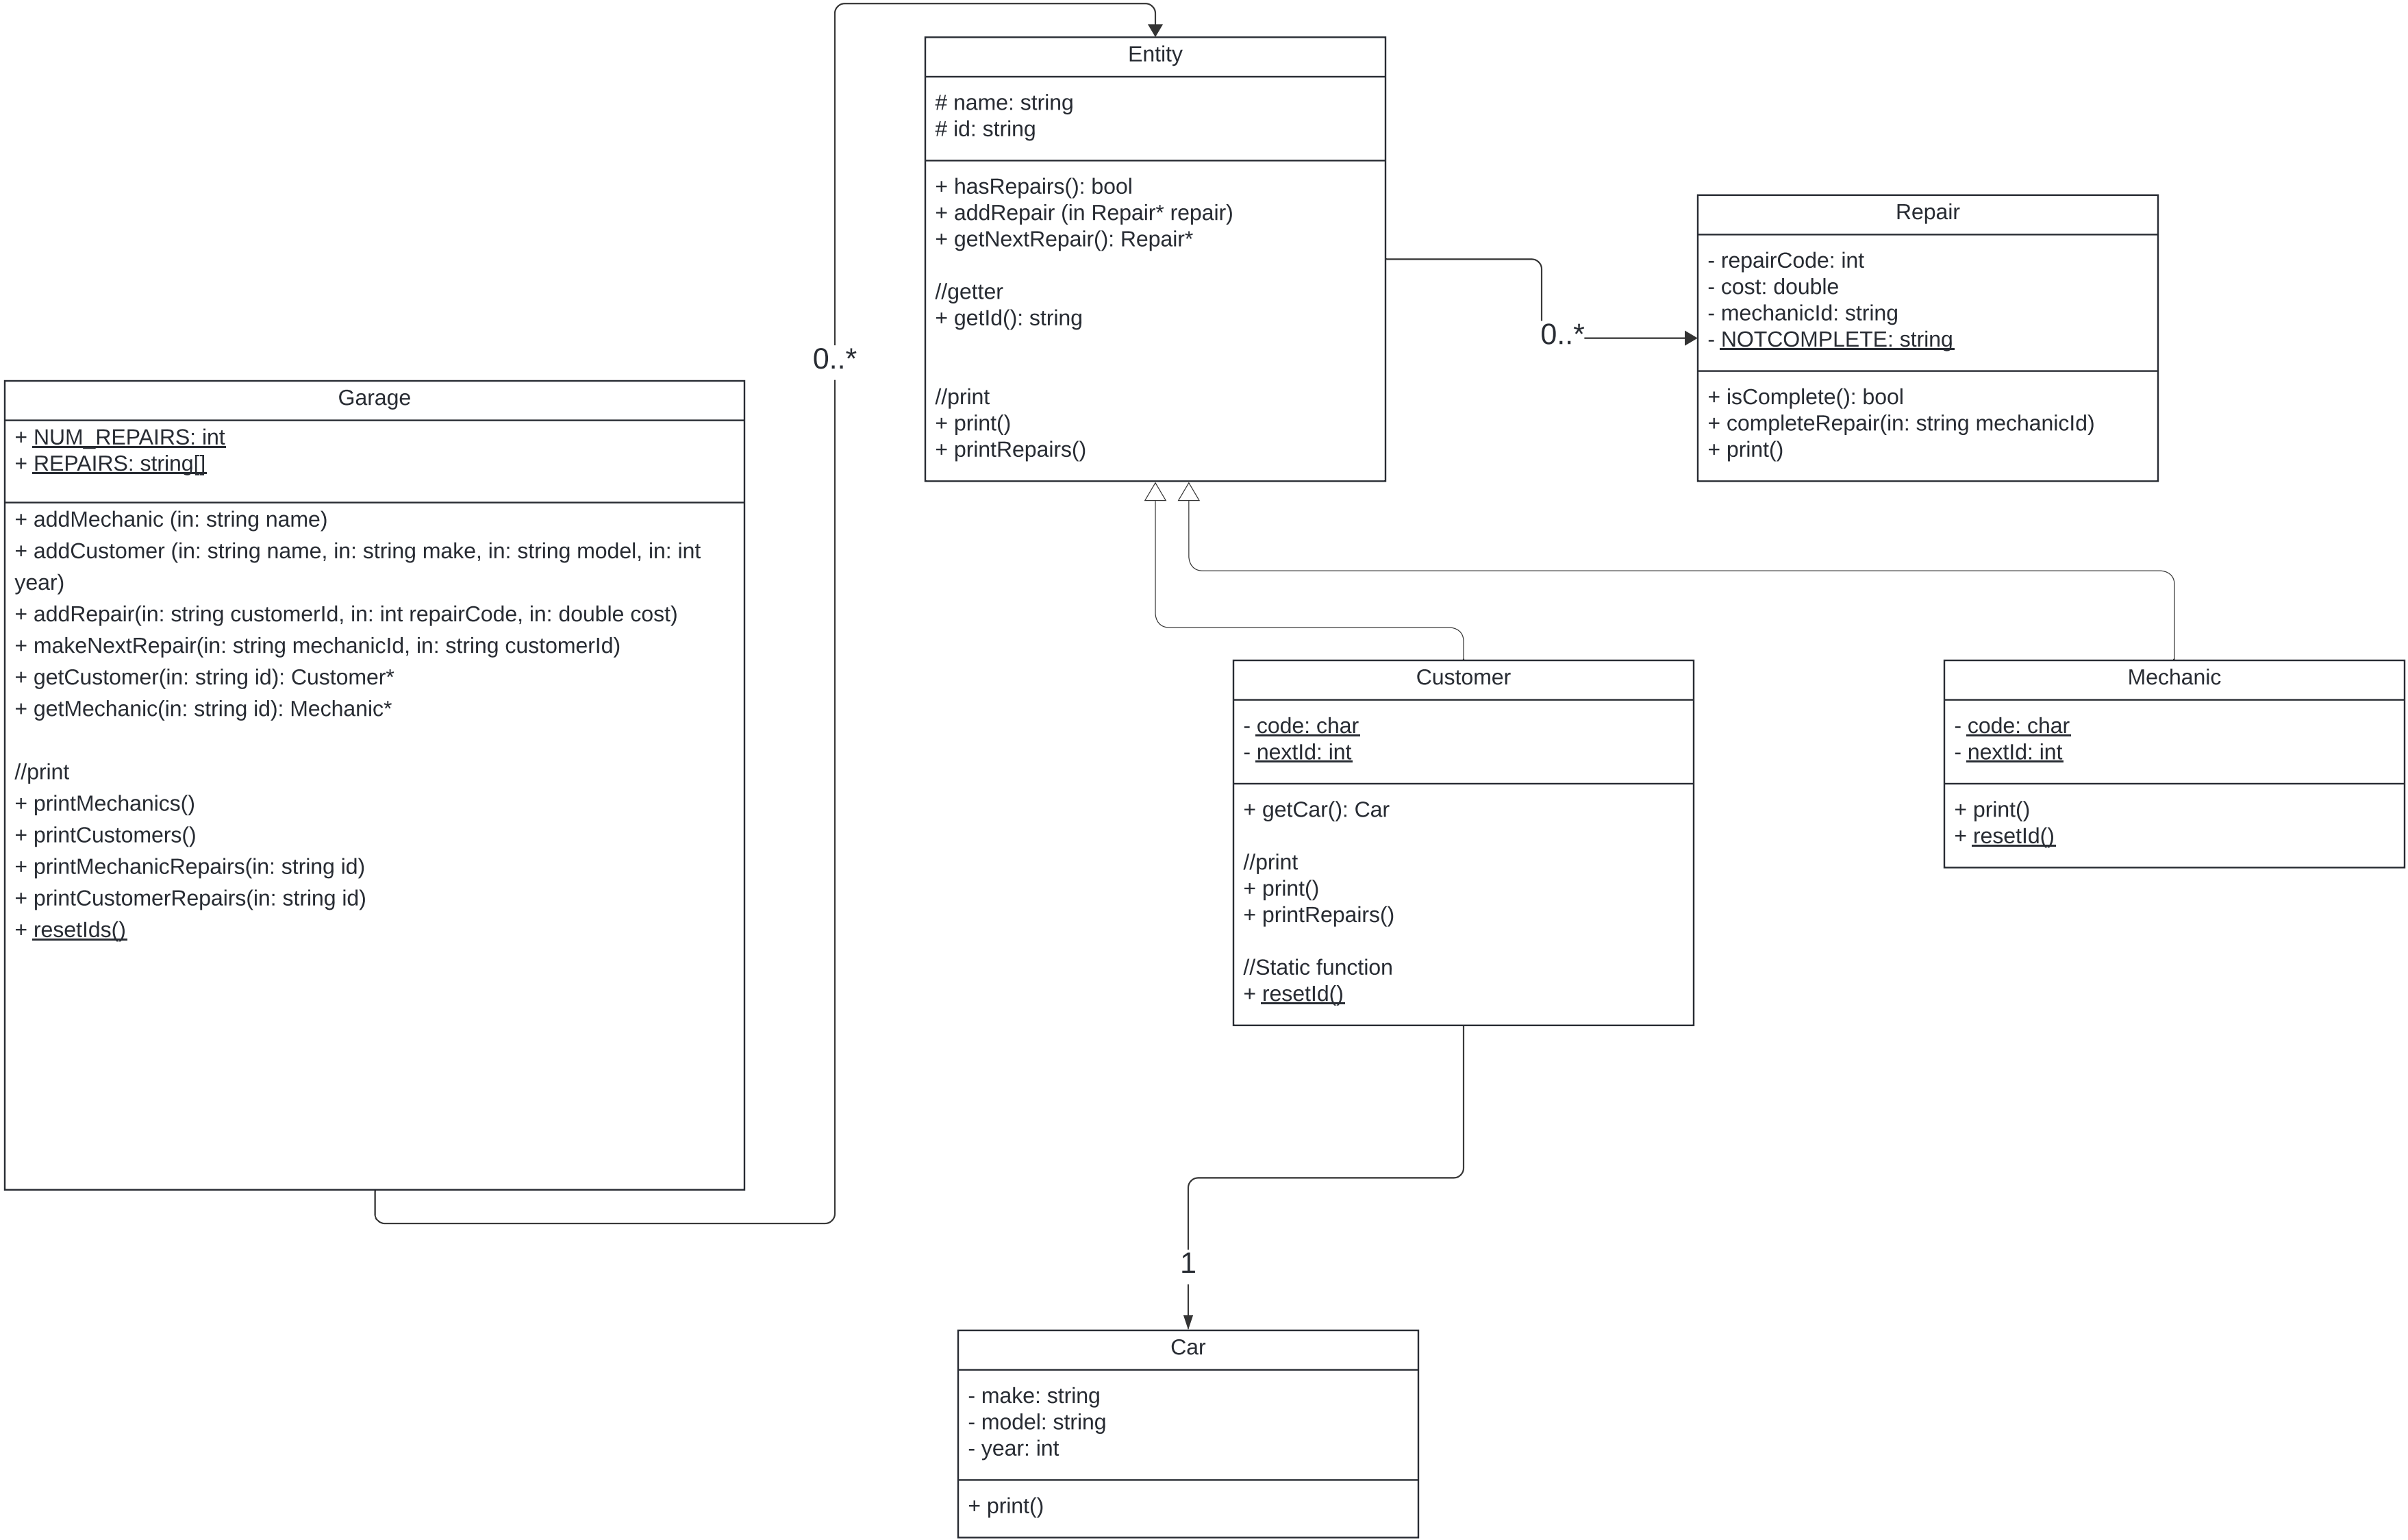 Entity
# name: string
# id: string
+ hasRepairs(): bool
+ addRepair (in Repair* repair)
+ getNextRepair(): Repair*
//getter
+ getId(): string
//print
+ print()
+ printRepairs()
0..*
Repair
- repairCode: int
- cost: double
- mechanicId: string
- NOTCOMPLETE: string
+ isComplete(): bool
+ completeRepair(in: string mechanicId)
+ print()
0..*
Garage
+ NUM_REPAIRS: int
+ REPAIRS: string[]
+ addMechanic (in: string name)
+ addCustomer (in: string name, in: string make, in: string model, in: int
year)
+ addRepair(in: string customerId, in: int repairCode, in: double cost)
+ makeNextRepair(in: string mechanicId, in: string customerId)
+ getCustomer(in: string id): Customer*
+ getMechanic(in: string id): Mechanic*
//print
+ printMechanics()
+ printCustomers()
+ printMechanicRepairs(in: string id)
+ printCustomerRepairs(in: string id)
+ resetIds()
Customer
- code: char
- nextId: int
+ getCar(): Car
//print
+ print()
+ printRepairs()
//Static function
+ resetId()
Mechanic
- code: char
- nextId: int
+ print()
+ resetId()
1
Car
- make: string
- model: string
- year: int
+ print()